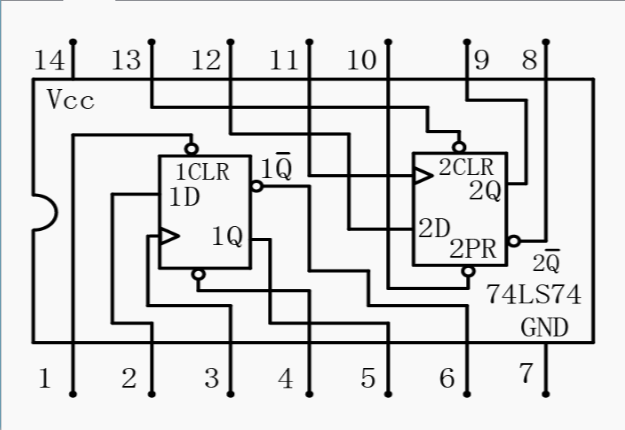 14 13 12 11 10 9 8
Vcc
1CLR 1Q̅ 2CLR
1D 2Q
1Q 2D
2PR
2Q̅
74LS74
GND
1 2 3 4 5 6 7